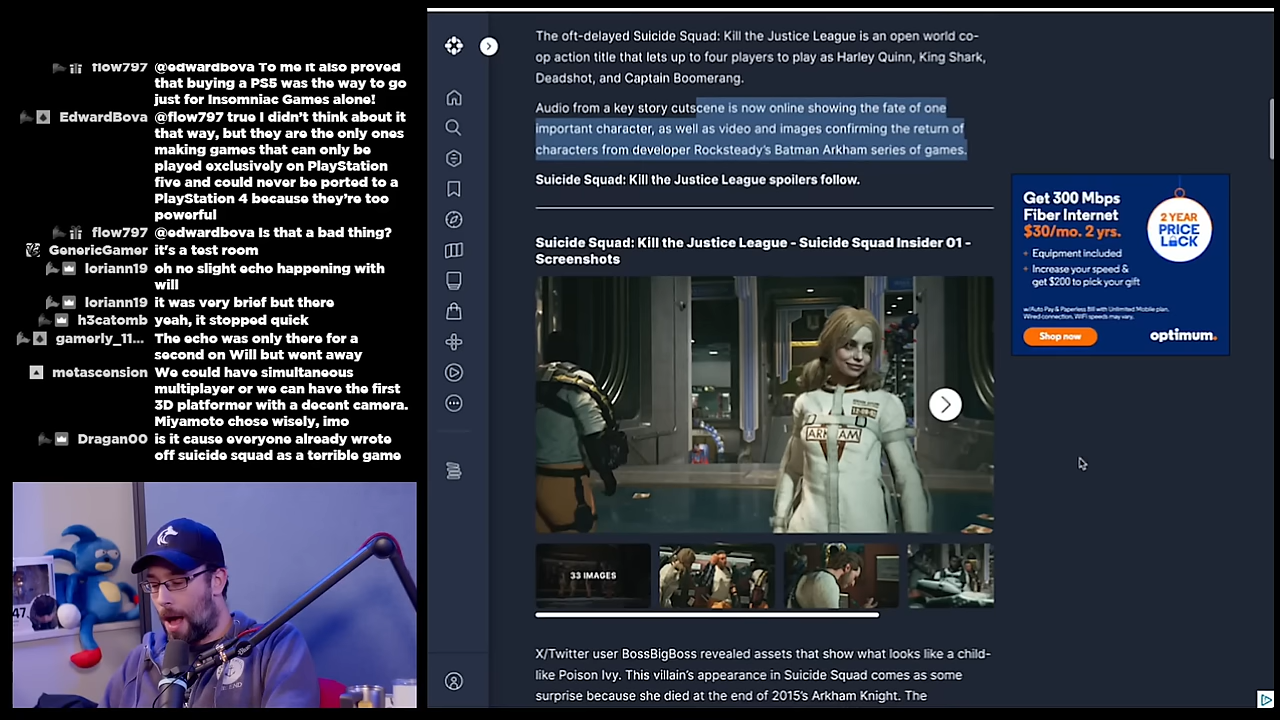 flow797 @edwardbova To me it also proved
that buying a PS5 was the way to go
just for Insomniac Games alone!
EdwardBova @flow797 true I didn't think about it
that way, but they are the only ones
making games that can only be
played exclusively on PlayStation
five and could never be ported to a
PlayStation 4 because they're too
powerful
flow797 @edwardbova Is that a bad thing?
GenericGamer it's a test room
loriann19 oh no slight echo happening with
will
loriann19 it was very brief but there
h3catomb yeah, it stopped quick
gamerly_11... The echo was only there for a
second on Will but went away
metascension We could have simultaneous
multiplayer or we can have the first
3D platformer with a decent camera.
Miyamoto chose wisely, imo
Dragan00 is it cause everyone already wrote
off suicide squad as a terrible game
47.
The oft-delayed Suicide Squad: Kill the Justice League is an open world co-
op action title that lets up to four players to play as Harley Quinn, King Shark,
Deadshot, and Captain Boomerang.
Audio from a key story cutscene is now online showing the fate of one
important character, as well as video and images confirming the return of
characters from developer Rocksteady's Batman Arkham series of games.
Suicide Squad: Kill the Justice League spoilers follow.
Suicide Squad: Kill the Justice League - Suicide Squad Insider 01 -
Screenshots
ARKHAM
33 IMAGES
X/Twitter user BossBigBoss revealed assets that show what looks like a child-
like Poison Ivy. This villain's appearance in Suicide Squad comes as some
surprise because she died at the end of 2015's Arkham Knight. The
Get 300 Mbps
Fiber Internet
$30/mo. 2 yrs.
+ Equipment included
+ Increase your speed &
get $200 to pick your gift
2 YEAR
PRICE
LOCK
w/Auto Pay & Paperless Bill with Unlimited Mobile plan.
Wired connection. WiFi speeds may vary.
Shop now
optimum.